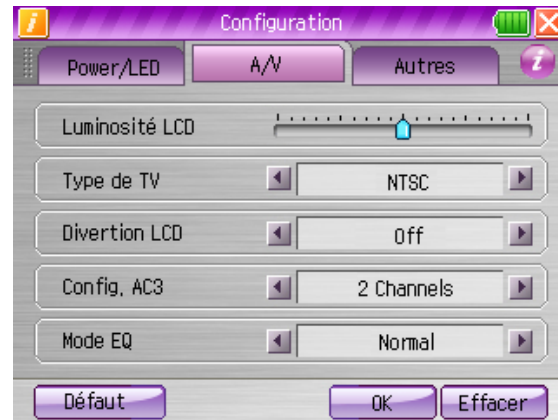 Configuration
Power/LED
A/V
Autres
Luminosité LCD
Type de TV
NTSC
Divertion LCD
Off
Config. AC3
2 Channels
Mode EQ
Normal
Défaut
OK
Effacer